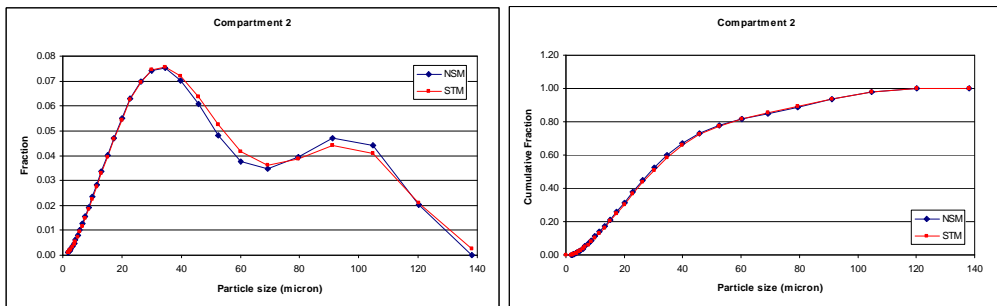 Compartment 2
Fraction
0.08
0.07
0.06
0.05
0.04
0.03
0.02
0.01
0.00
NSM
STM
0 20 40 60 80 100 120 140
Particle size (micron)
Compartment 2
Cumulative Fraction
1.20
1.00
0.80
0.60
0.40
0.20
0.00
NSM
STM
0 20 40 60 80 100 120 140
Particle size (micron)